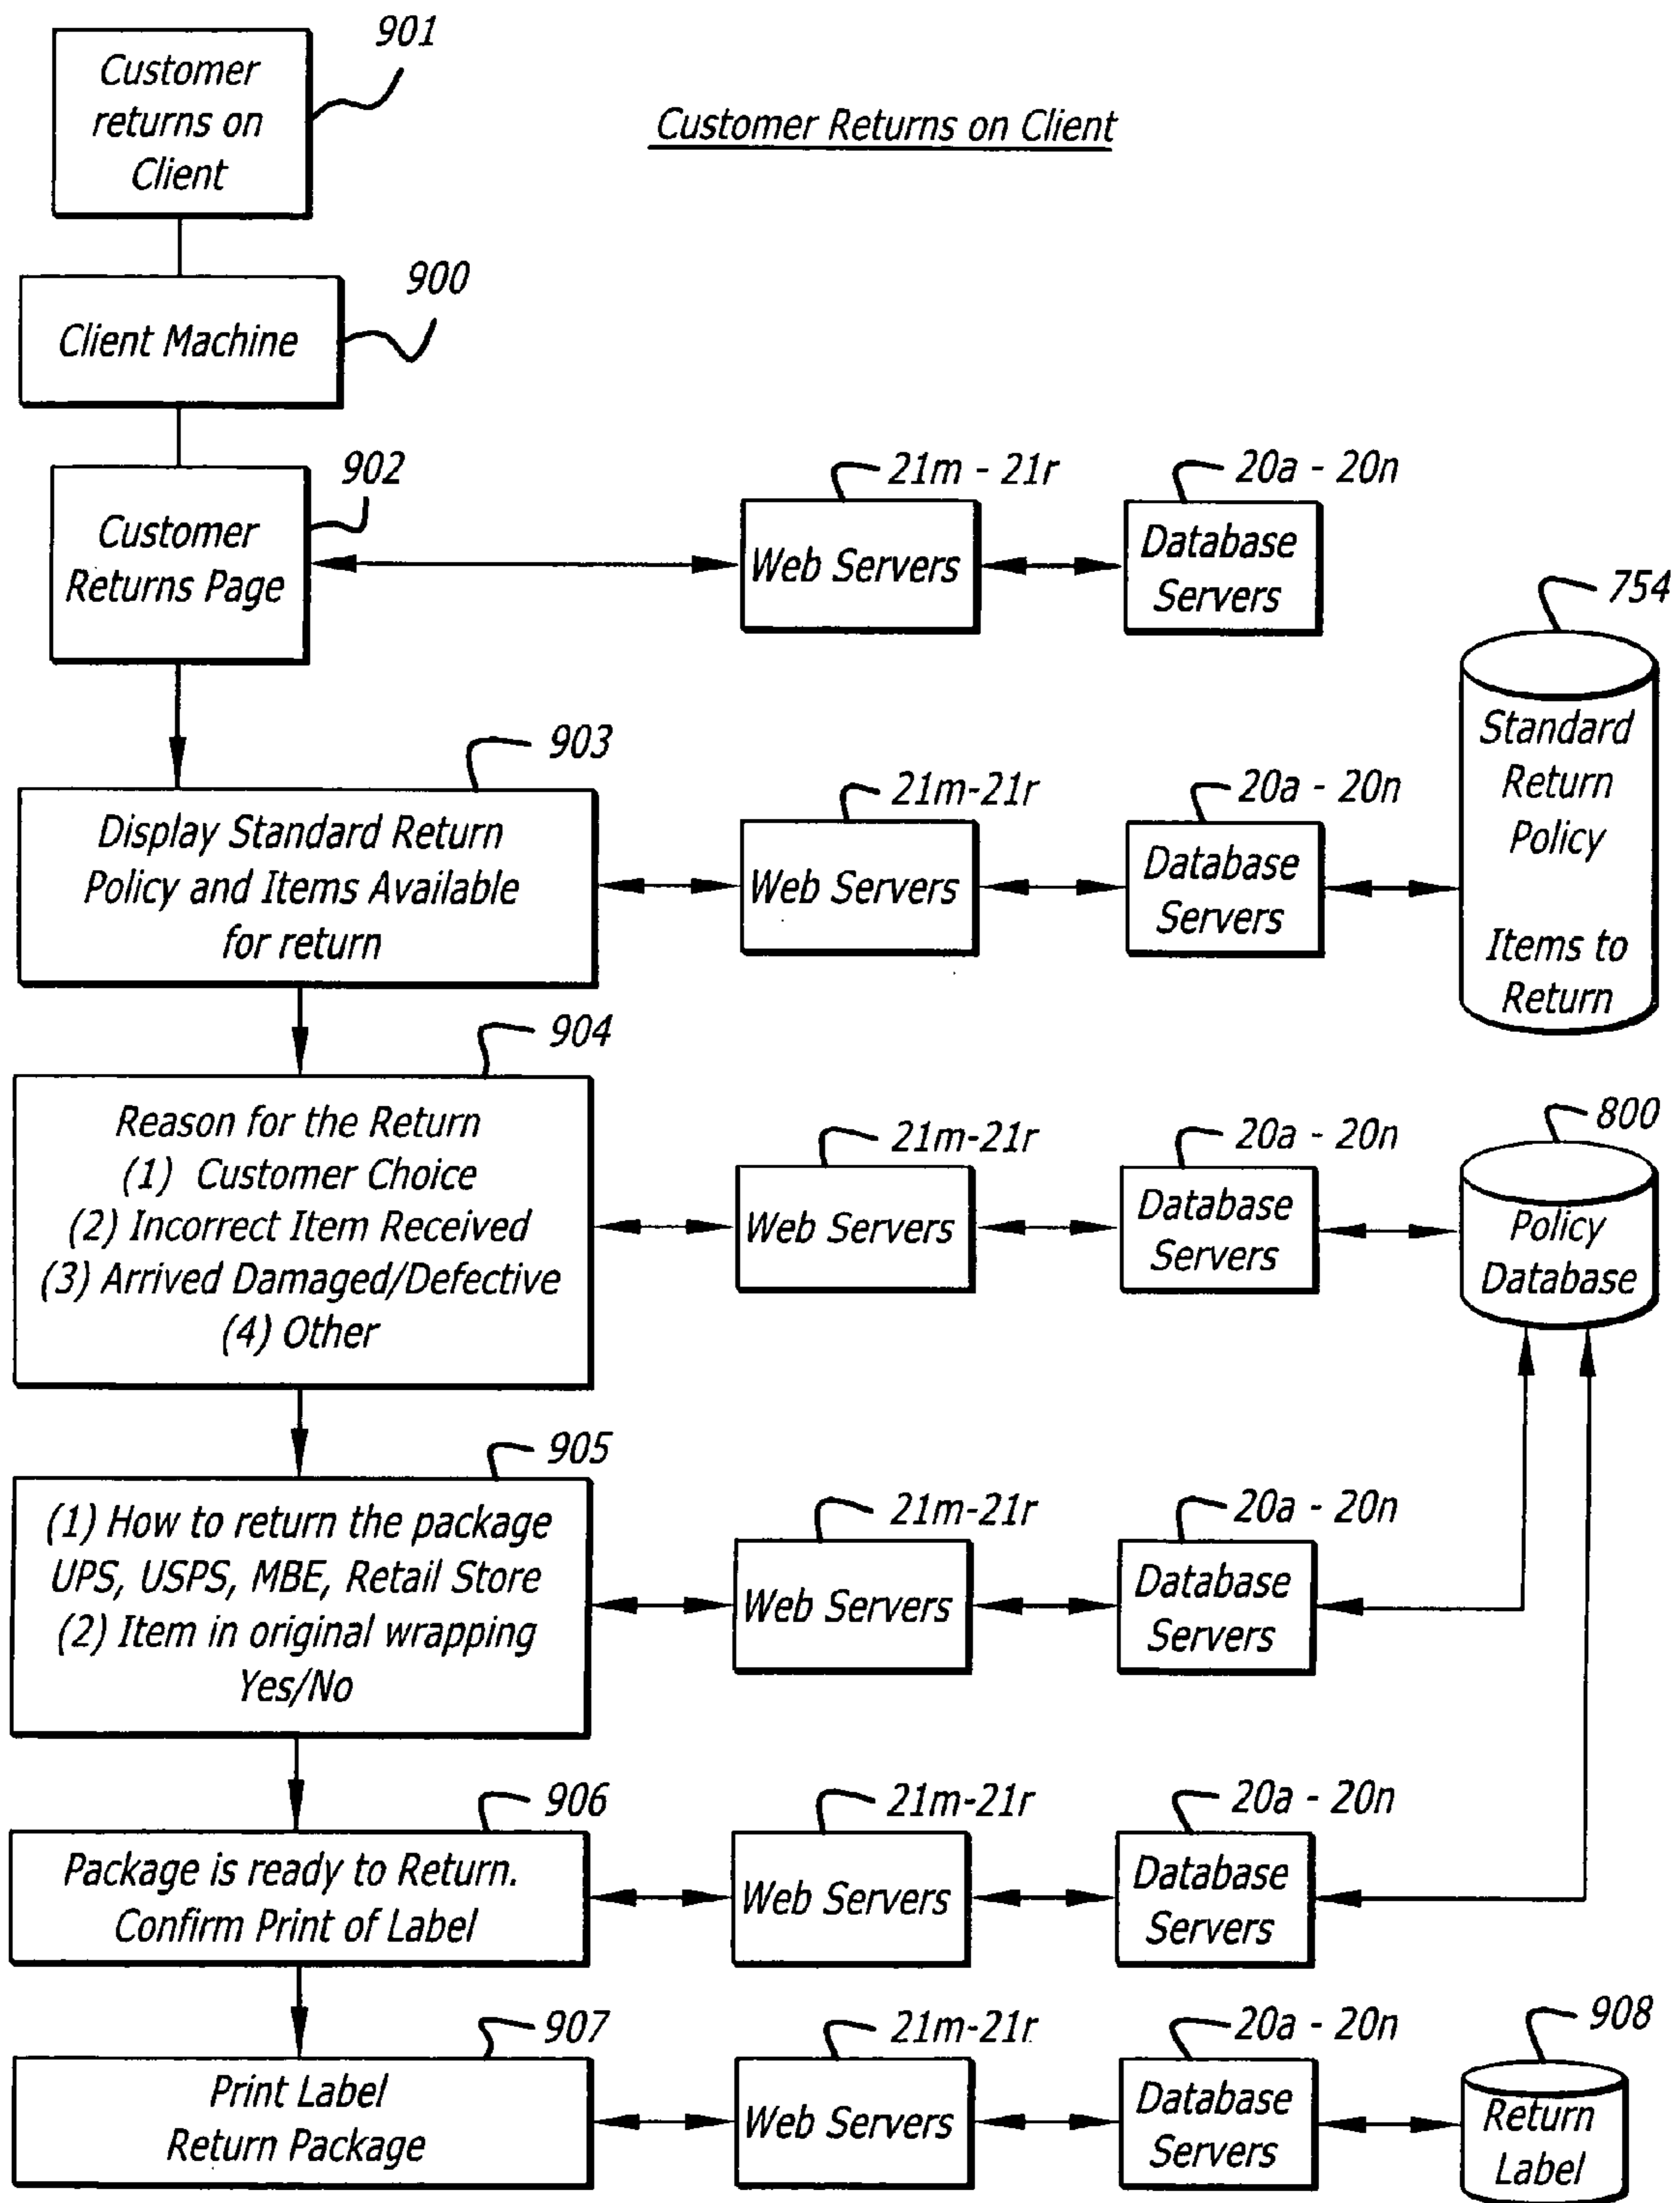 901
Customer
returns on
Client
Customer Returns on Client
900
Client Machine
902
Customer
Returns Page
21m - 21r
Web Servers
20a - 20n
Database
Servers
754
Standard
Return
Policy
Items to
Return
903
Display Standard Return
Policy and Items Available
for return
21m-21r
Web Servers
20a - 20n
Database
Servers
904
Reason for the Return
(1) Customer Choice
(2) Incorrect Item Received
(3) Arrived Damaged/Defective
(4) Other
21m-21r
Web Servers
20a - 20n
Database
Servers
800
Policy
Database
905
(1) How to return the package
UPS, USPS, MBE, Retail Store
(2) Item in original wrapping
Yes/No
21m-21r
Web Servers
20a - 20n
Database
Servers
906
Package is ready to Return.
Confirm Print of Label
21m-21r
Web Servers
20a - 20n
Database
Servers
907
Print Label
Return Package
21m-21r
Web Servers
20a - 20n
Database
Servers
908
Return
Label